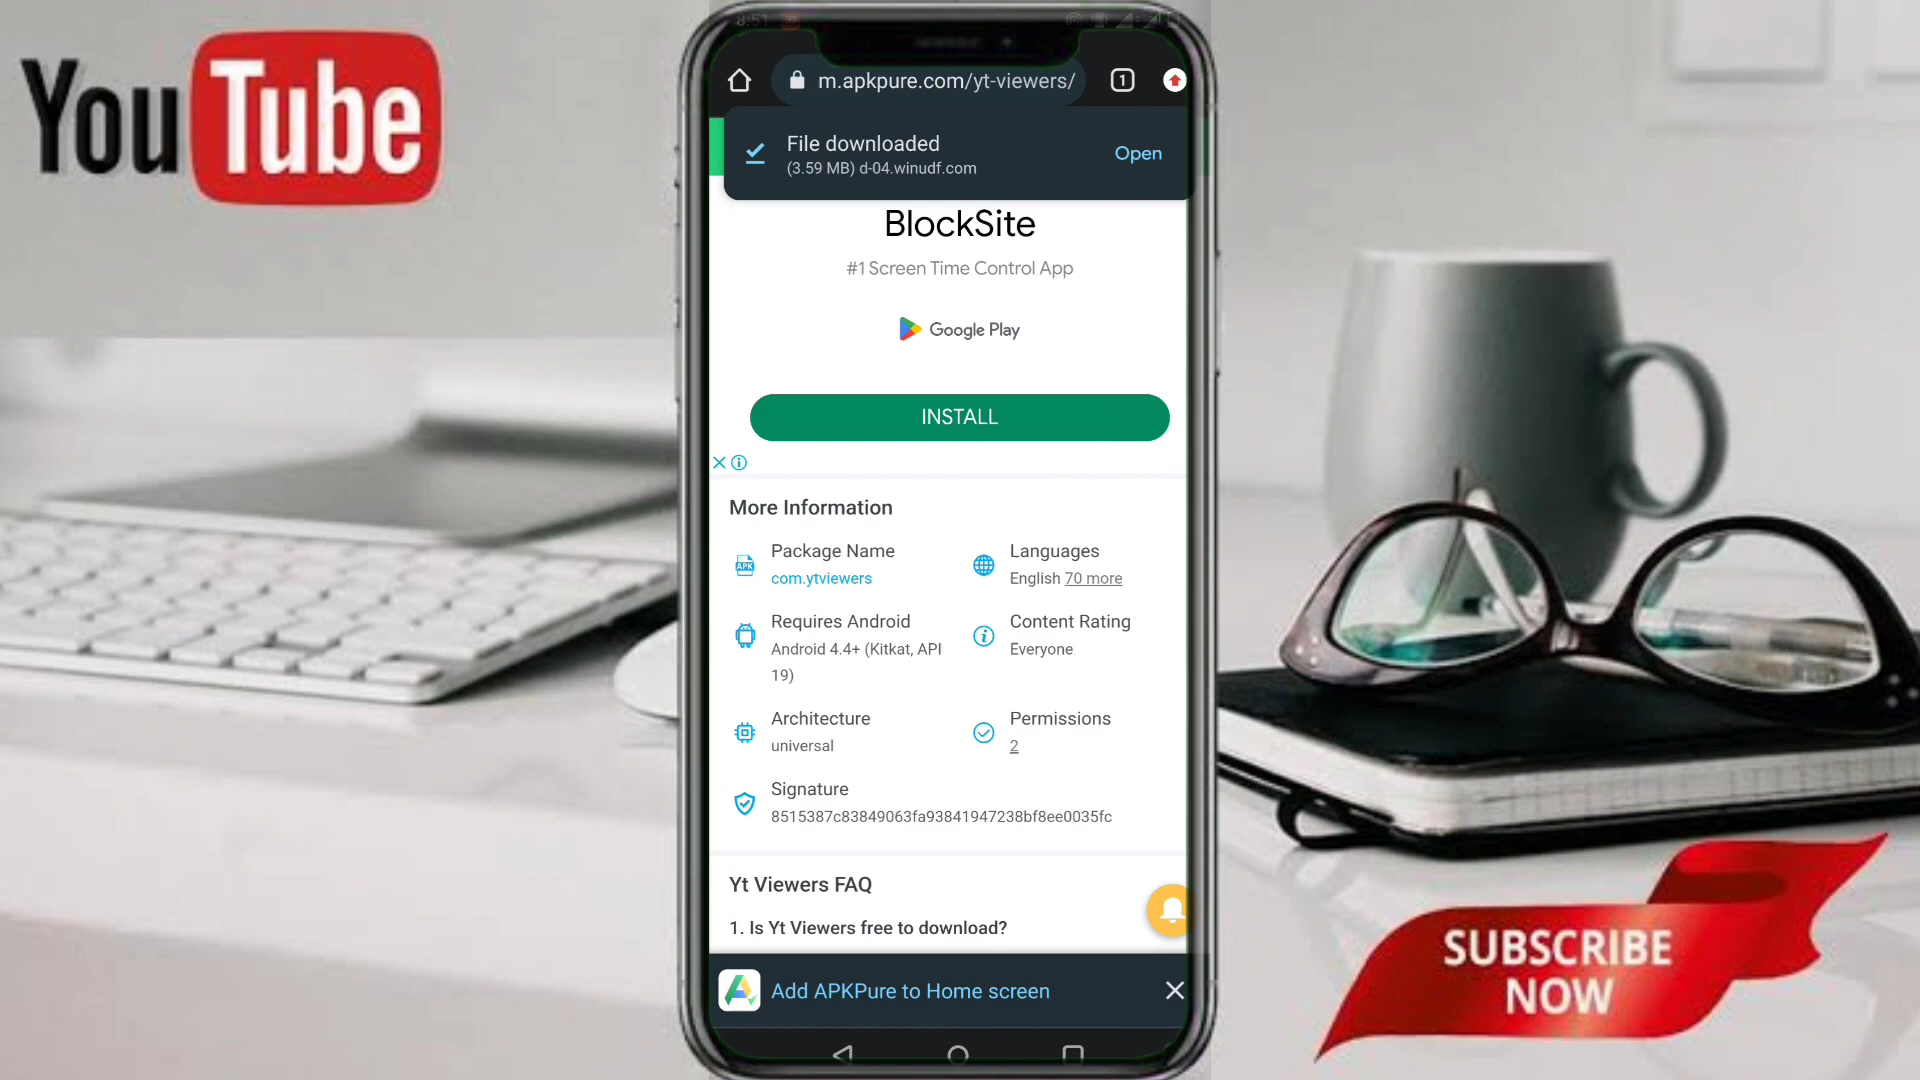 YouTube
8:51
m.apkpure.com/yt-viewers/
1
File downloaded
(3.59 MB) d-04.winudf.com
Open
BlockSite
#1 Screen Time Control App
Google Play
INSTALL
More Information
Package Name
com.ytviewers
Languages
English 70 more
Requires Android
Android 4.4+ (Kitkat, API
19)
Content Rating
Everyone
Architecture
universal
Permissions
2
Signature
8515387c83849063fa93841947238bf8ee0035fc
Yt Viewers FAQ
1. Is Yt Viewers free to download?
Add APKPure to Home screen
SUBSCRIBE
NOW